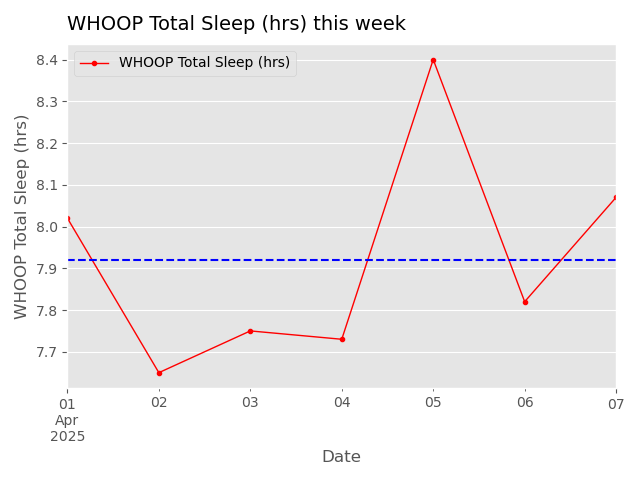 WHOOP Total Sleep (hrs) this week
WHOOP Total Sleep (hrs)
WHOOP Total Sleep (hrs)
8.4
8.3
8.2
8.1
8.0
7.9
7.8
7.7
01 02 03 04 05 06 07
Apr
2025
Date